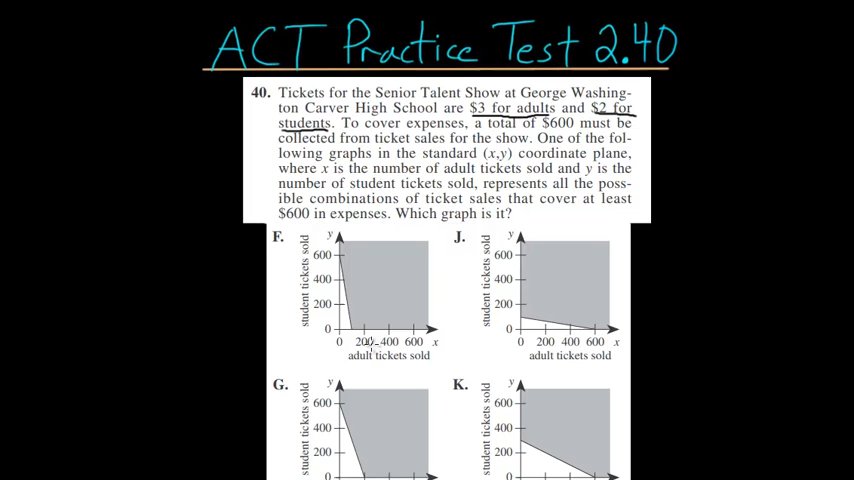 ACT Practice Test 2.40
40. Tickets for the Senior Talent Show at George Washing-
ton Carver High School are $3 for adults and $2 for
students. To cover expenses, a total of $600 must be
collected from ticket sales for the show. One of the fol-
lowing graphs in the standard (x,y) coordinate plane,
where x is the number of adult tickets sold and y is the
number of student tickets sold, represents all the poss-
ible combinations of ticket sales that cover at least
$600 in expenses. Which graph is it?
F.
y
student tickets sold
600
400
200
0
0 200 400 600 x
adult tickets sold
J.
y
student tickets sold
600
400
200
0
0 200 400 600 x
adult tickets sold
G.
y
student tickets sold
600
400
200
0
K.
y
student tickets sold
600
400
200
0